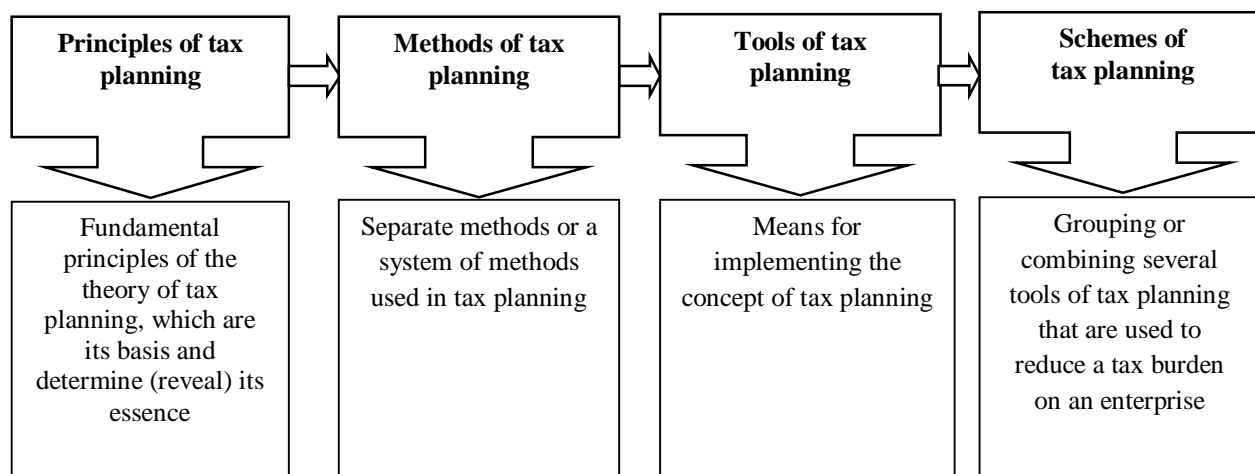 Principles of tax
planning
Methods of tax
planning
Tools of tax
planning
Schemes of
tax planning
Fundamental
principles of the
theory of tax
planning, which are
its basis and
determine (reveal) its
essence
Separate methods or a
system of methods
used in tax planning
Means for
implementing the
concept of tax planning
Grouping or
combining several
tools of tax planning
that are used to
reduce a tax burden
on an enterprise